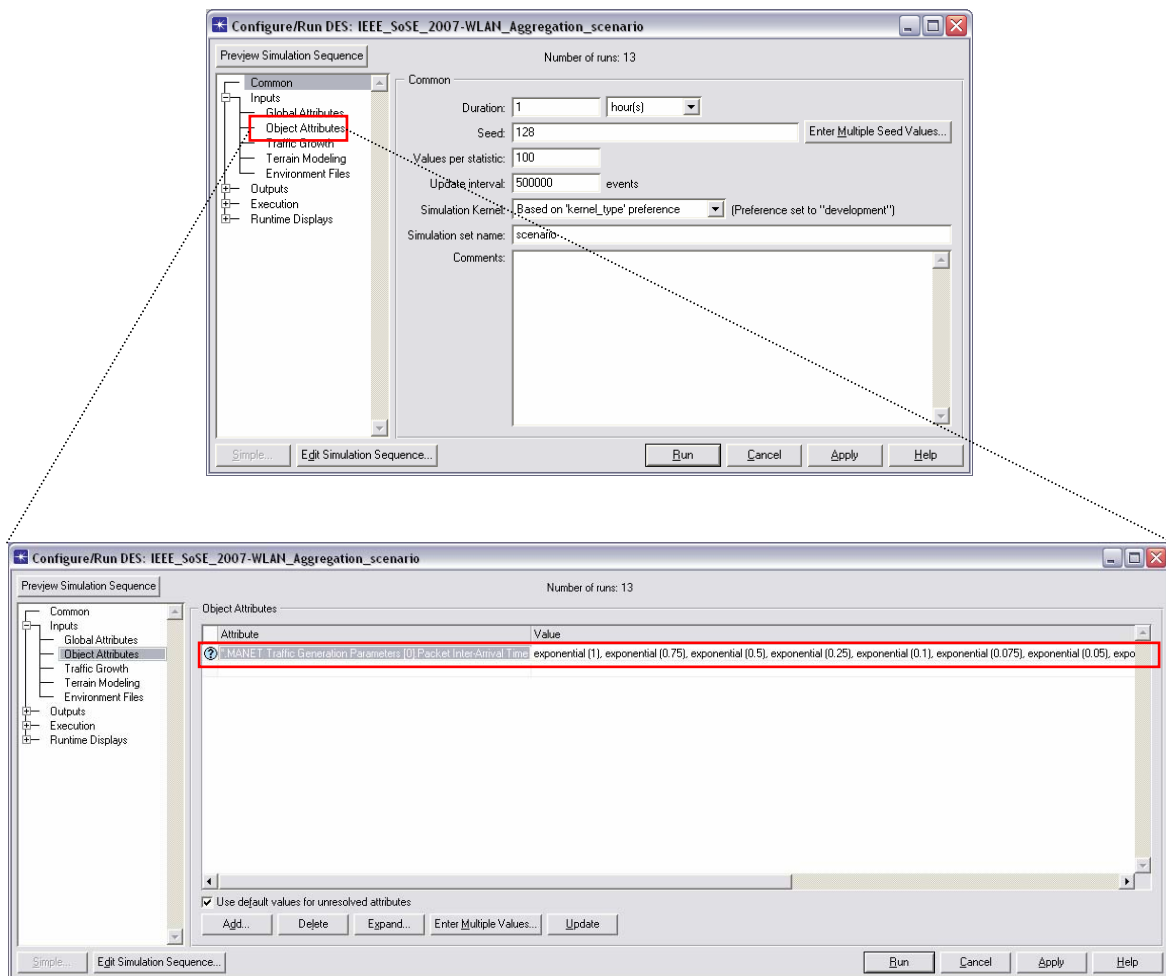 Configure/Run DES: IEEE_SoSE_2007-WLAN_Aggregation_scenario
Preview Simulation Sequence
Number of runs: 13
Common
Inputs
Global Attributes
Object Attributes
Traffic Growth
Terrain Modeling
Environment Files
Outputs
Execution
Runtime Displays
Common
Duration: 1 hour(s)
Seed: 128 Enter Multiple Seed Values...
Values per statistic: 100
Update interval: 500000 events
Simulation Kernel: Based on 'kernel_type' preference (Preference set to "development")
Simulation set name: scenario
Comments:
Simple... Edit Simulation Sequence... Run Cancel Apply Help
Configure/Run DES: IEEE_SoSE_2007-WLAN_Aggregation_scenario
Preview Simulation Sequence
Number of runs: 13
Common
Inputs
Global Attributes
Object Attributes
Traffic Growth
Terrain Modeling
Environment Files
Outputs
Execution
Runtime Displays
Object Attributes
Attribute Value
*.MANET Traffic Generation Parameters [0].Packet Inter-Arrival Time exponential (1), exponential (0.75), exponential (0.5), exponential (0.25), exponential (0.1), exponential (0.075), exponential (0.05), expo
Use default values for unresolved attributes
Add... Delete Expand... Enter Multiple Values... Update
Simple... Edit Simulation Sequence... Run Cancel Apply Help